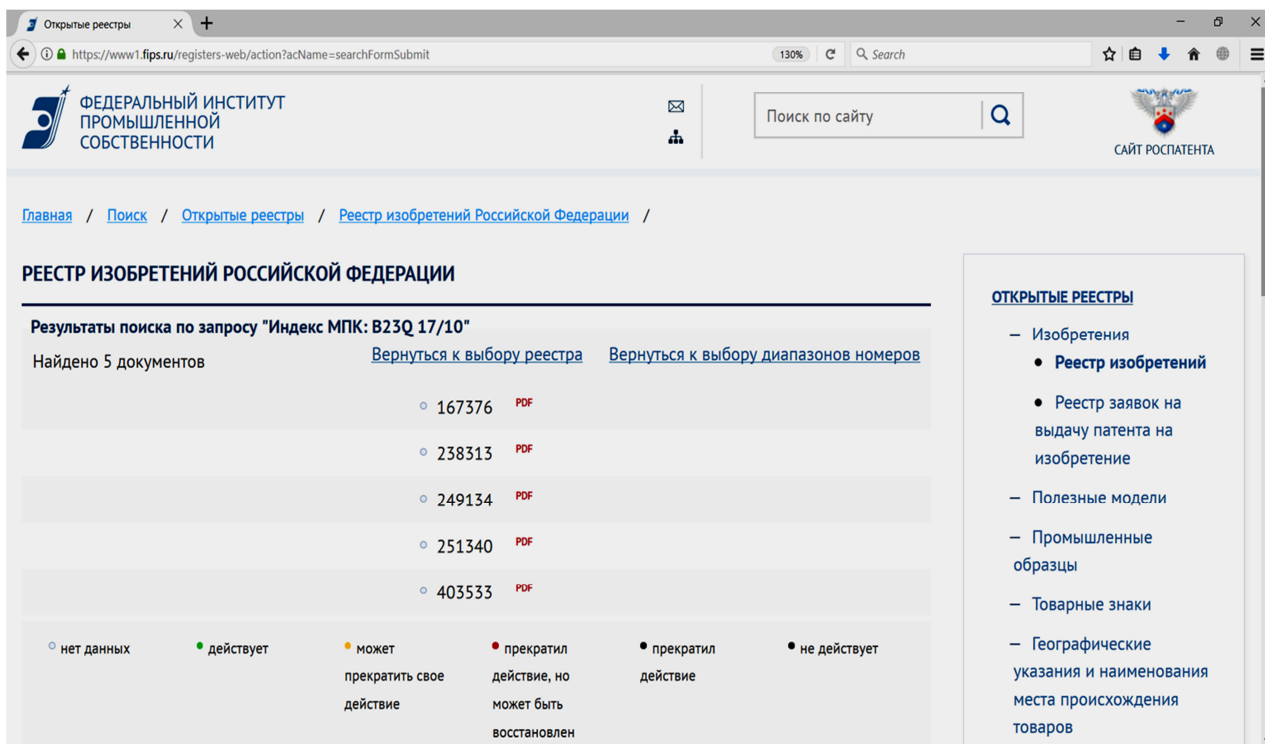 Открытые реестры
https://www1.fips.ru/registers-web/action?acName=searchFormSubmit
130%
Search
ФЕДЕРАЛЬНЫЙ ИНСТИТУТ
ПРОМЫШЛЕННОЙ
СОБСТВЕННОСТИ
Поиск по сайту
САЙТ РОСПАТЕНТА
Главная / Поиск / Открытые реестры / Реестр изобретений Российской Федерации /
РЕЕСТР ИЗОБРЕТЕНИЙ РОССИЙСКОЙ ФЕДЕРАЦИИ
Результаты поиска по запросу "Индекс МПК: B23Q 17/10"
Найдено 5 документов
Вернуться к выбору реестра
Вернуться к выбору диапазонов номеров
167376 PDF
238313 PDF
249134 PDF
251340 PDF
403533 PDF
нет данных
действует
может
прекратить свое
действие
прекратил
действие, но
может быть
восстановлен
прекратил
действие
не действует
ОТКРЫТЫЕ РЕЕСТРЫ
— Изобретения
• Реестр изобретений
• Реестр заявок на
выдачу патента на
изобретение
— Полезные модели
— Промышленные
образцы
— Товарные знаки
— Географические
указания и наименования
места происхождения
товаров